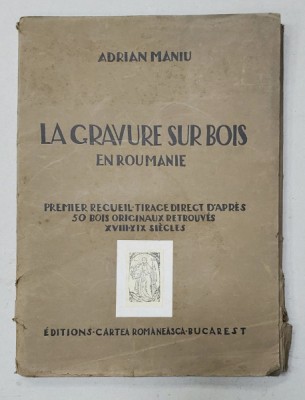 ADRIAN MANIU
LA GRAVURE SUR BOIS
EN ROUMANIE
PREMIER RECUEIL·TIRAGE DIRECT D'APRÈS
50 BOIS ORIGINAUX RETROUVÉS
XVIII-XIX SIÈCLES
ÉDITIONS·CARTEA ROMANEASCA·BUCAREST